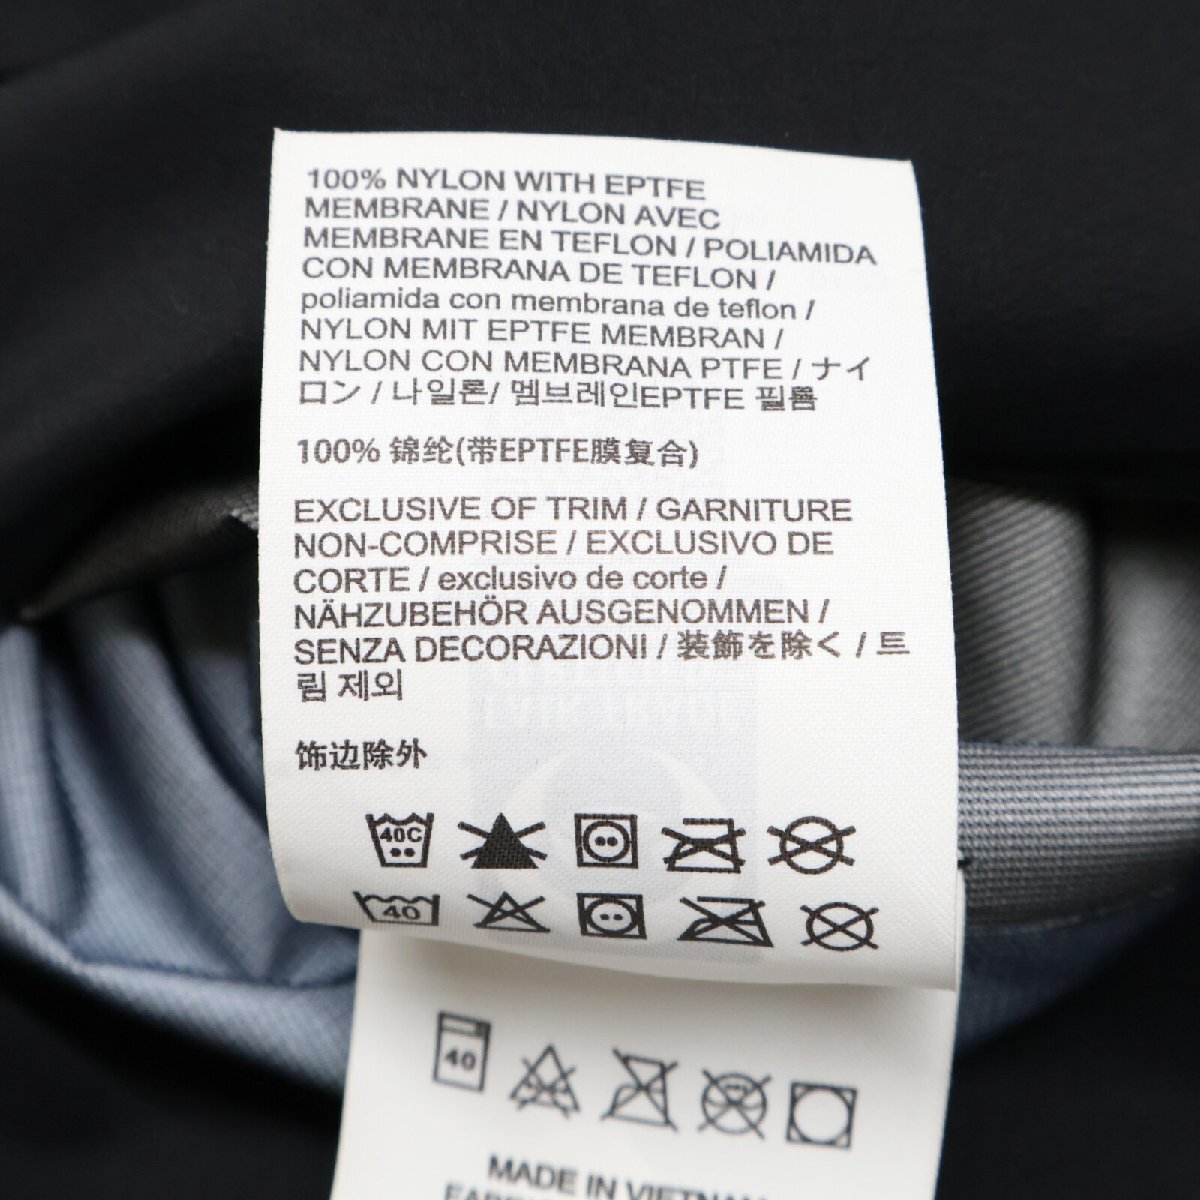 100% NYLON WITH EPTFE
MEMBRANE / NYLON AVEC
MEMBRANE EN TEFLON / POLIAMIDA
CON MEMBRANA DE TEFLON /
poliamida con membrana de teflon /
NYLON MIT EPTFE MEMBRAN /
NYLON CON MEMBRANA PTFE / ナイ
ロン / 나일론/ 멤브레인EPTFE 필름
100% 锦纶(带EPTFE膜复合)
EXCLUSIVE OF TRIM / GARNITURE
NON-COMPRISE / EXCLUSIVO DE
CORTE / exclusivo de corte /
NÄHZUBEHÖR AUSGENOMMEN /
SENZA DECORAZIONI / 装飾を除く / 트
림 제외
饰边除外
40C
40
40
MADE IN VIETNAM